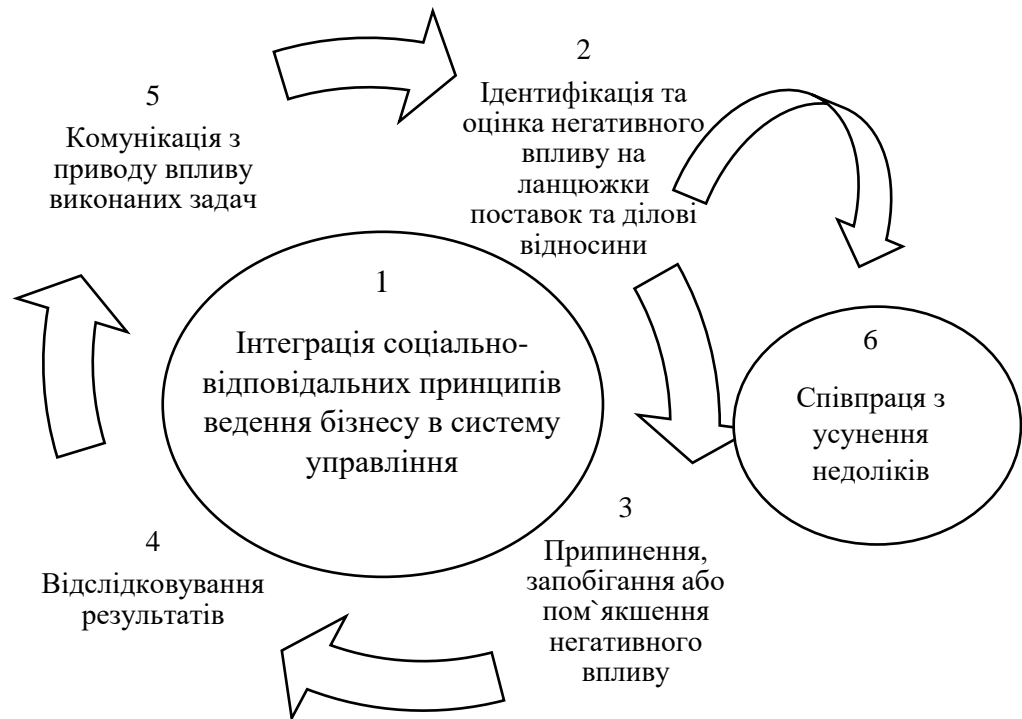 1
Інтеграція соціально-
відповідальних принципів
ведення бізнесу в систему
управління
2
Ідентифікація та
оцінка негативного
впливу на
ланцюжки
поставок та ділові
відносини
3
Припинення,
запобігання або
пом`якшення
негативного
впливу
4
Відслідковування
результатів
5
Комунікація з
приводу впливу
виконаних задач
6
Співпраця з
усунення
недоліків